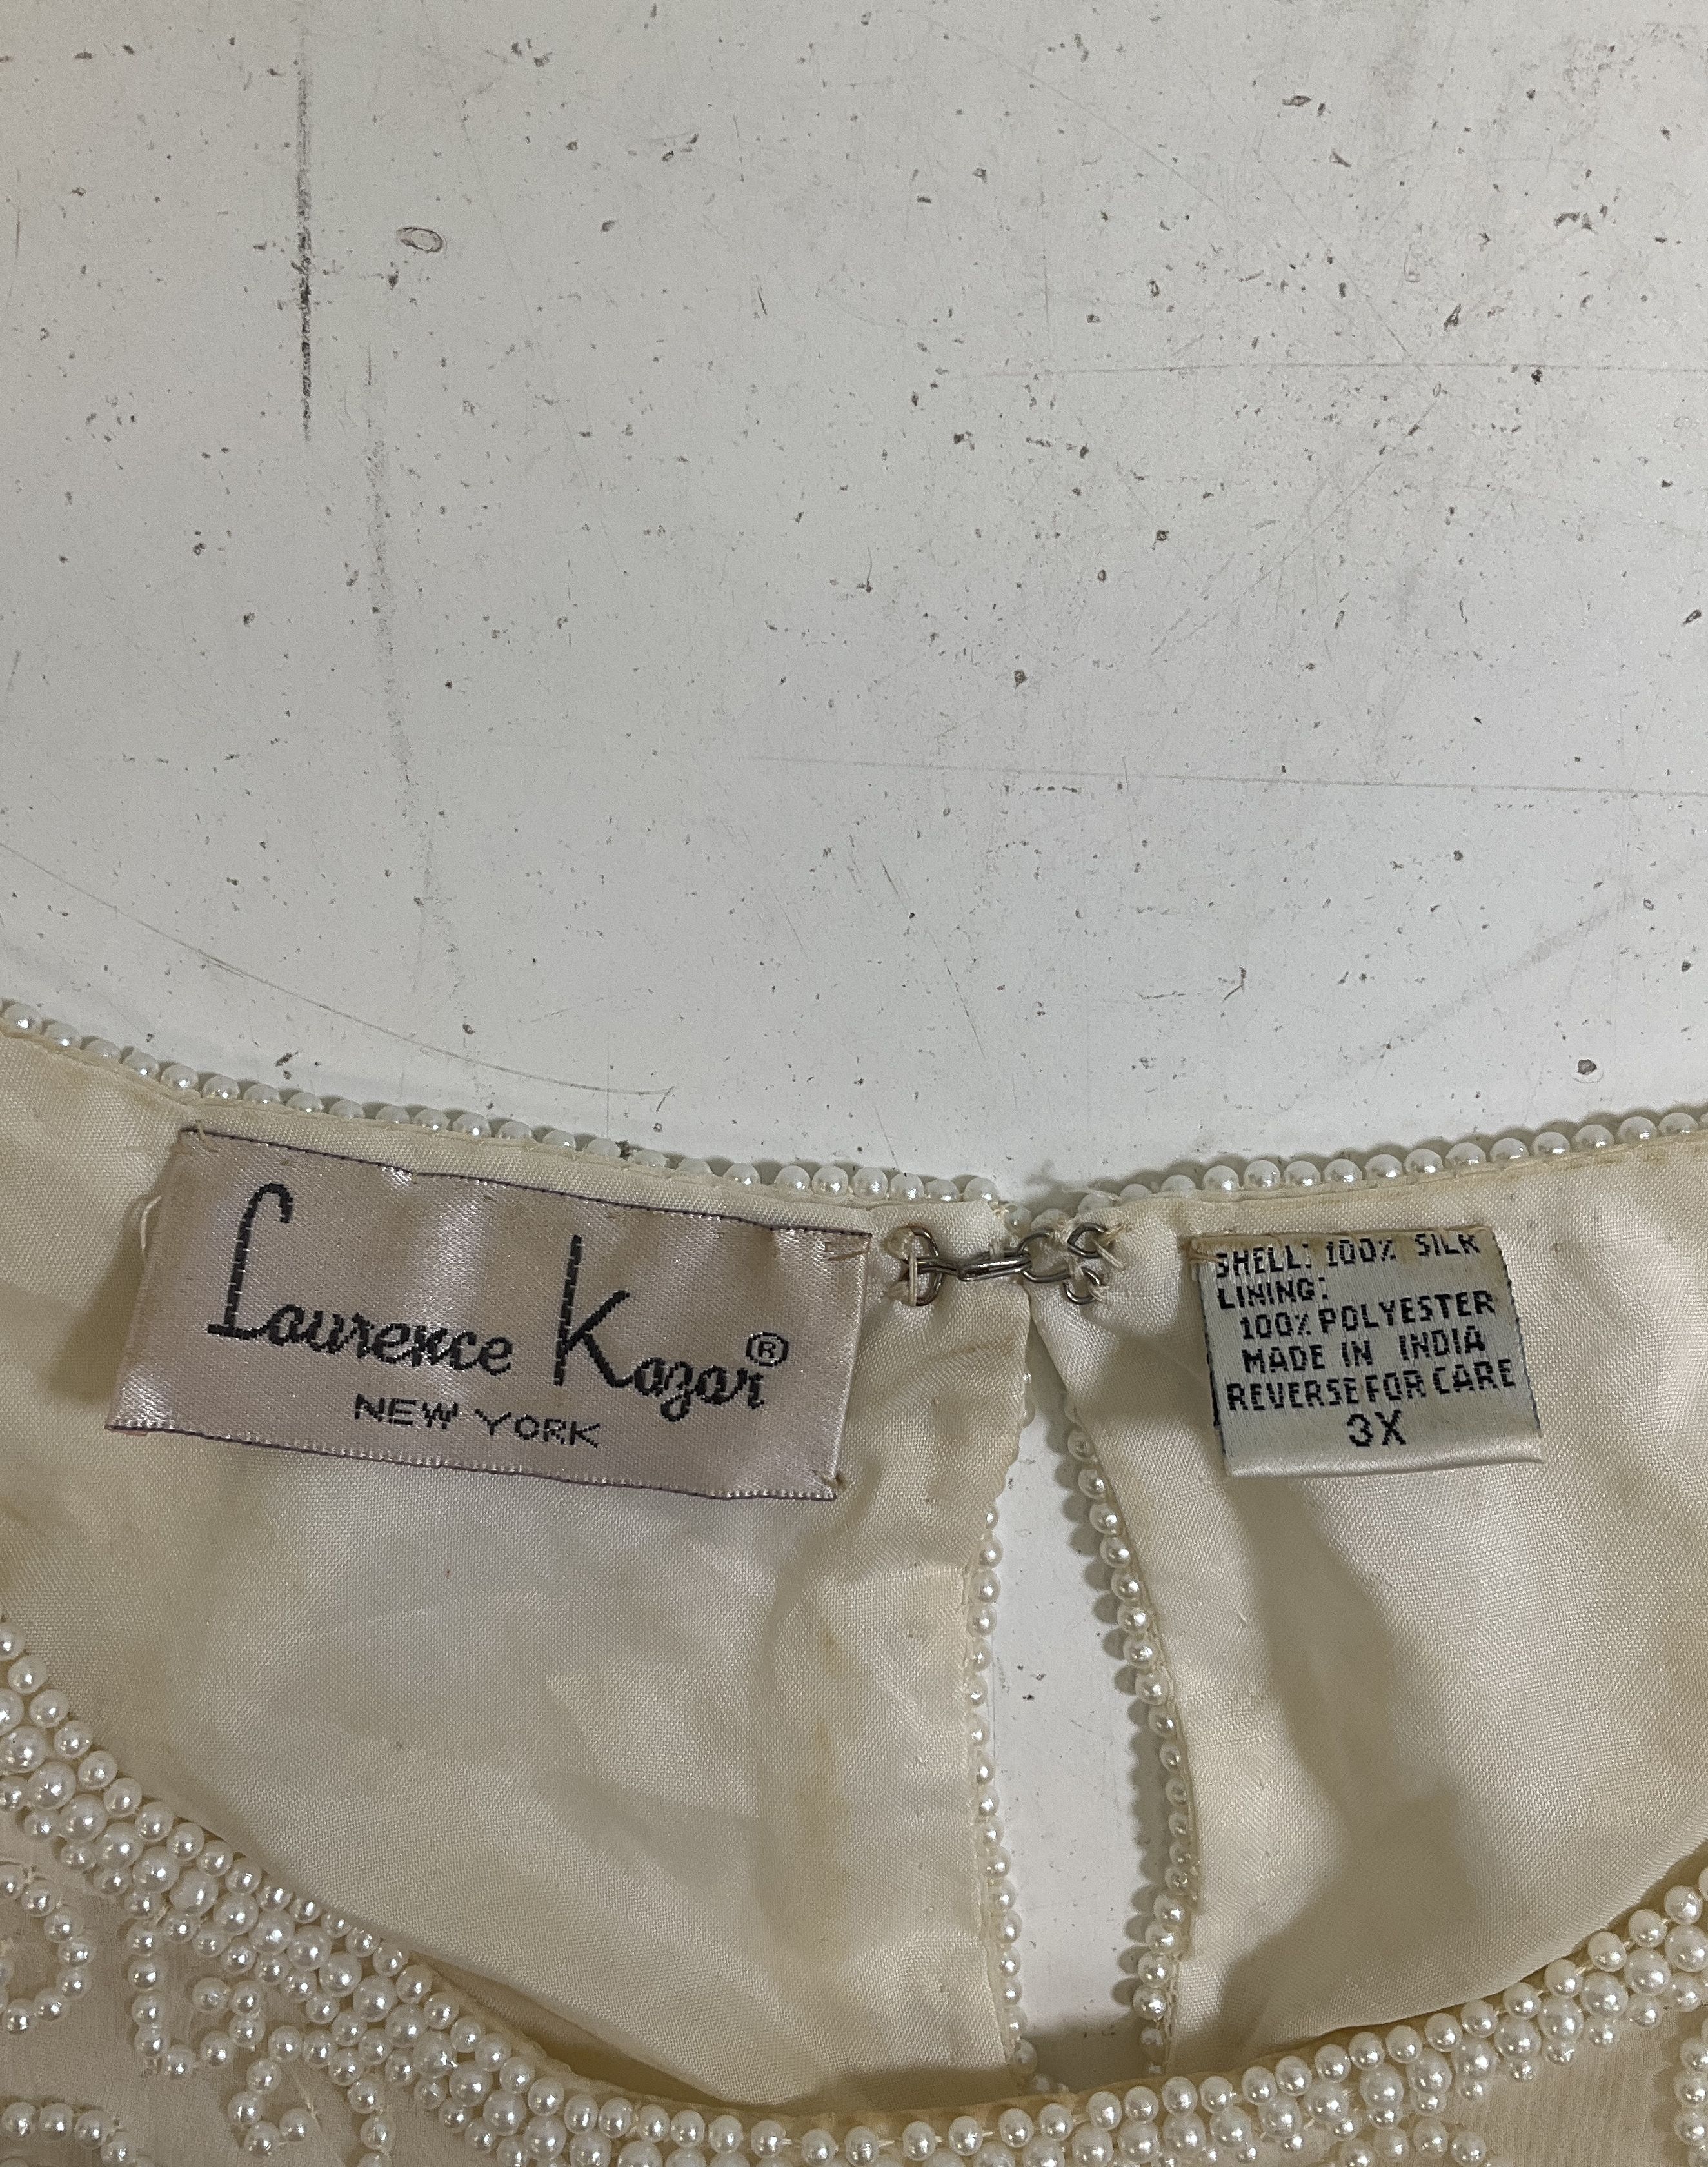 Laurence Kazar®
NEW YORK
SHELL: 100% SILK
LINING:
100% POLYESTER
MADE IN INDIA
REVERSE FOR CARE
3X